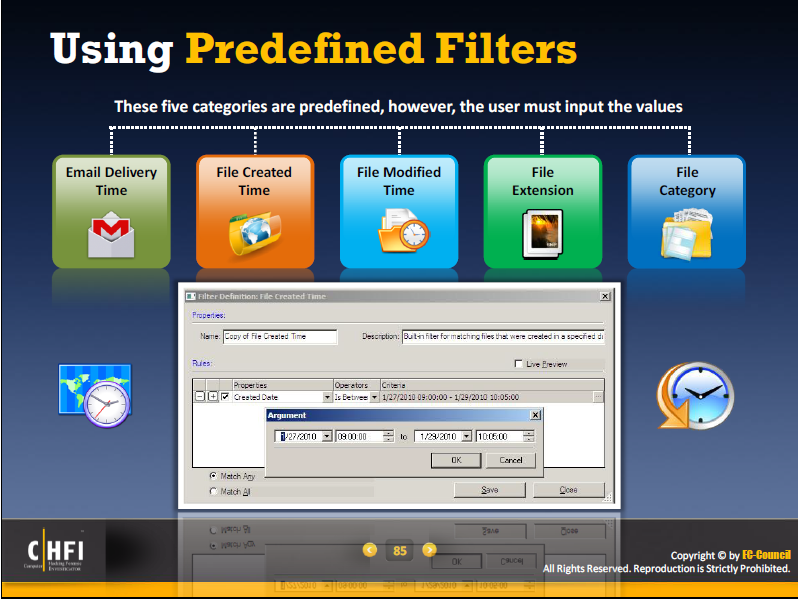 Using Predefined Filters
These five categories are predefined, however, the user must input the values
Email Delivery
Time
File Created
Time
File Modified
Time
File
Extension
File
Category
Filter Definition: File Created Time
Properties:
Name: Copy of File Created Time Description: Built-in filter for matching files that were created in a specified d
Rules: Live Preview
Properties Operators Criteria
Created Date Is Betwee 1/27/2010 09:00:00 - 1/29/2010 10:05:00
Argument
1/27/2010 09:00:00 to 1/29/2010 10:05:00
OK Cancel
Match Any
Match All
Save Close
CHFI
Computer Hacking Forensic
INVESTIGATOR
85
Copyright © by EC-Council
All Rights Reserved. Reproduction is Strictly Prohibited.